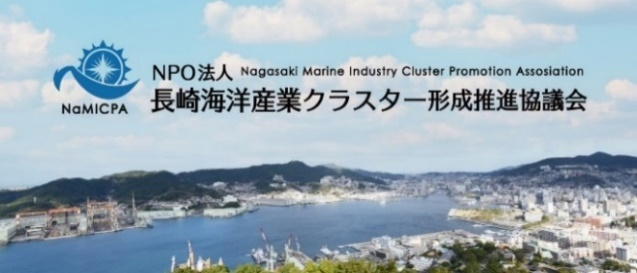 NPO法人 Nagasaki Marine Industry Cluster Promotion Assosiation
長崎海洋産業クラスター形成推進協議会
NaMICPA